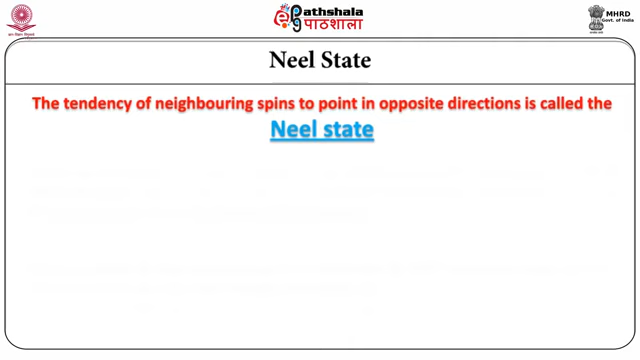 ePathshala
पाठशाला
MHRD
Govt. of India
Neel State
The tendency of neighbouring spins to point in opposite directions is called the
Neel state